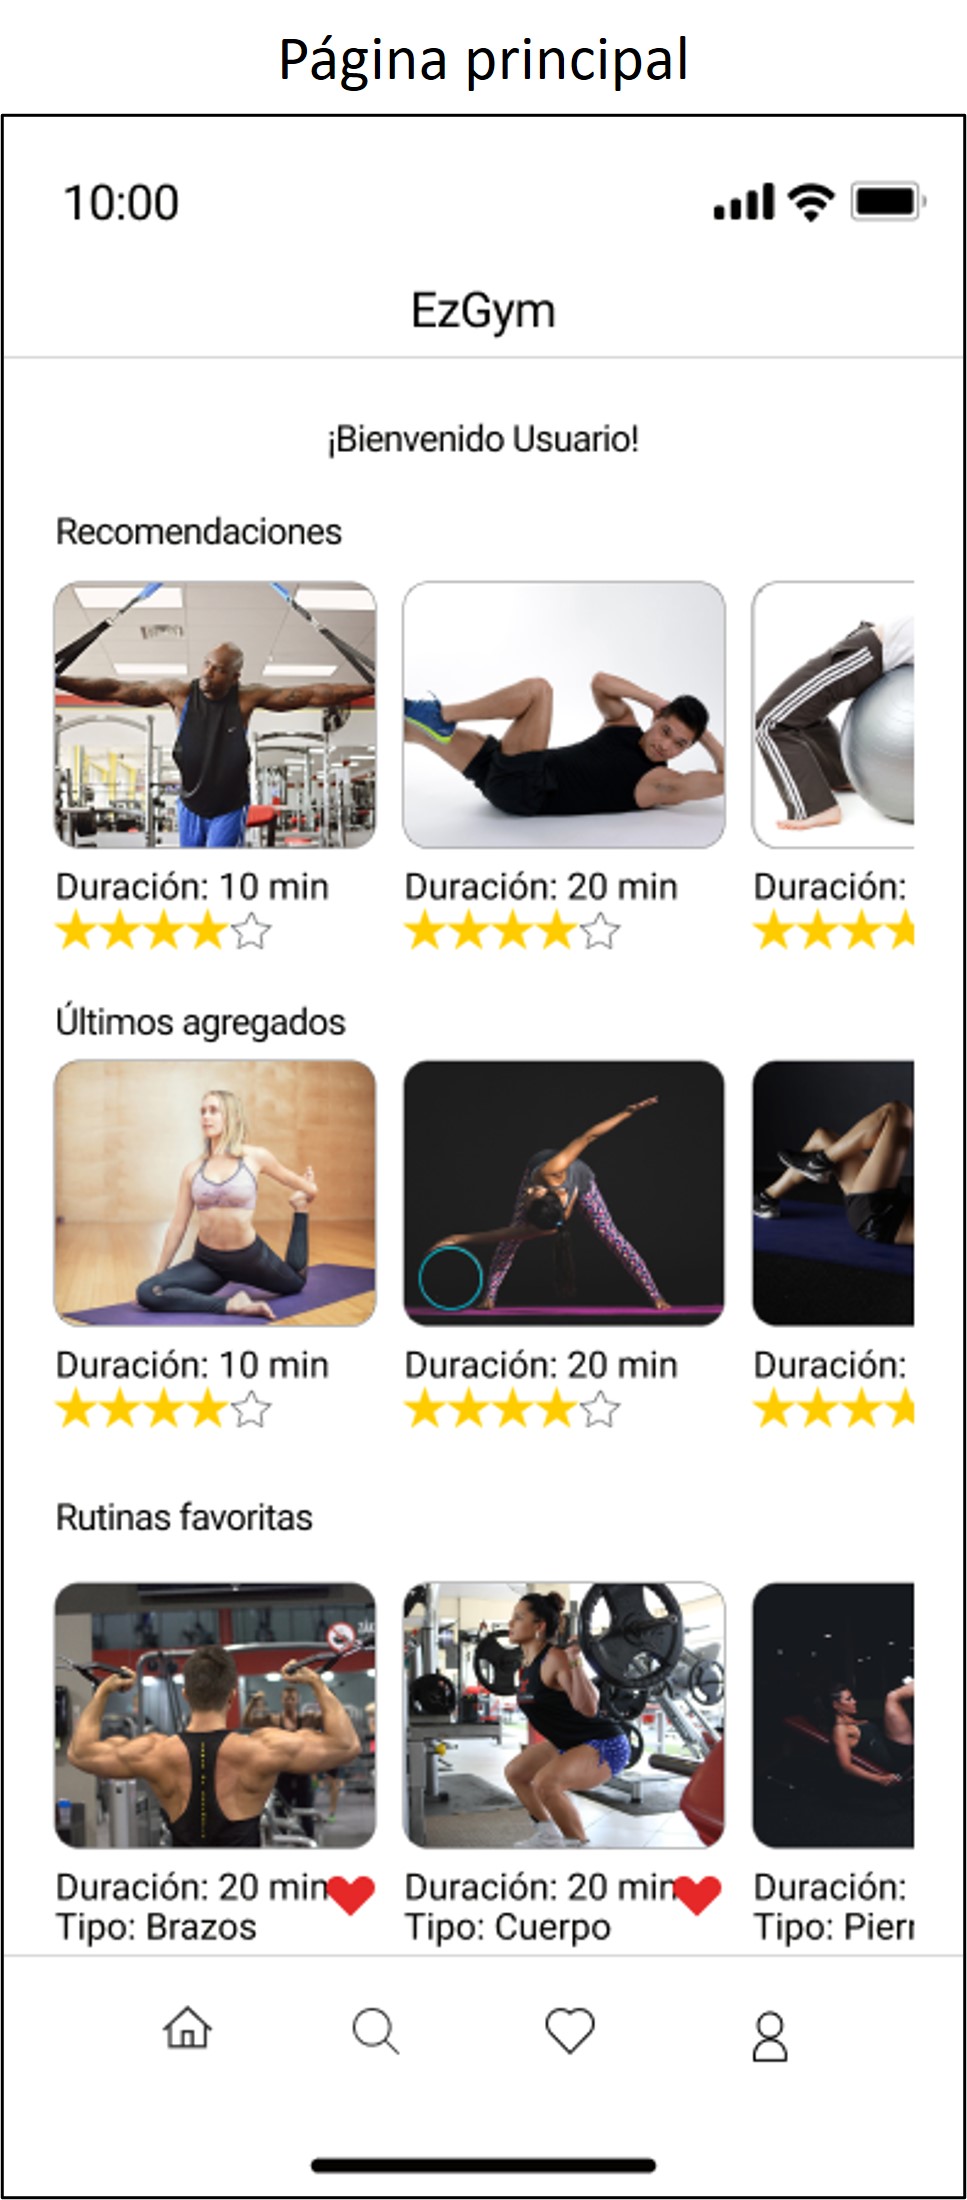 Página principal
10:00
EzGym
¡Bienvenido Usuario!
Recomendaciones
Duración: 10 min
Duración: 20 min
Duración:
Últimos agregados
Duración: 10 min
Duración: 20 min
Duración:
Rutinas favoritas
Duración: 20 min
Duración: 20 min
Duración:
Tipo: Brazos
Tipo: Cuerpo
Tipo: